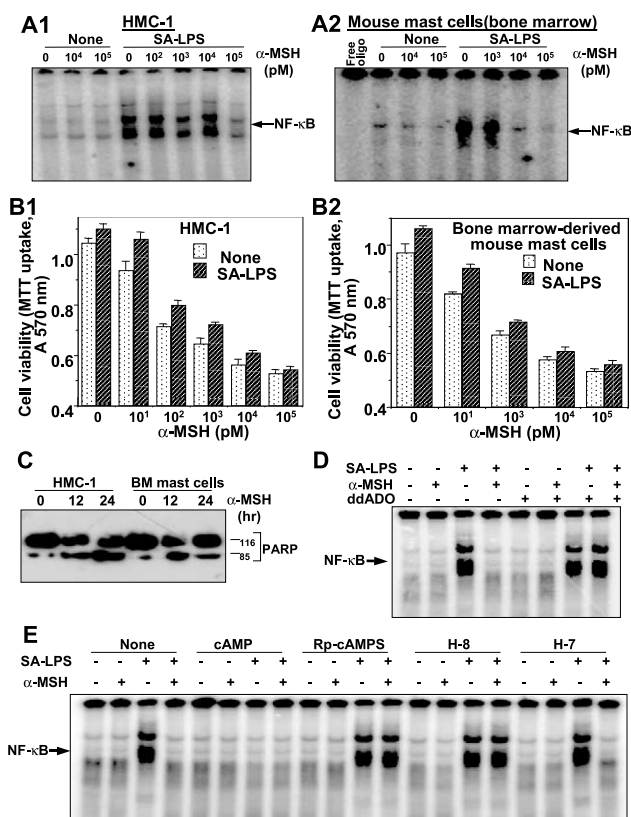 A1 HMC-1
None SA-LPS
0 10⁴ 10⁵ 0 10² 10³ 10⁴ 10⁵ α-MSH (pM)
NF-κB
A2 Mouse mast cells(bone marrow)
Free oligo None SA-LPS
0 10⁴ 10⁵ 0 10³ 10⁴ 10⁵ α-MSH (pM)
NF-κB
B1
HMC-1
None
SA-LPS
Cell viability (MTT uptake, A 570 nm)
1.0
0.8
0.6
0.4
0 10¹ 10² 10³ 10⁴ 10⁵
α-MSH (pM)
B2
Bone marrow-derived
mouse mast cells
None
SA-LPS
Cell viability (MTT uptake, A 570 nm)
1.0
0.8
0.6
0.4
0 10¹ 10³ 10⁴ 10⁵
α-MSH (pM)
C
HMC-1 BM mast cells
0 12 24 0 12 24 α-MSH (hr)
116
85
PARP
D
SA-LPS - - + + - - + +
α-MSH - + - + - + - +
ddADO - - - - + + + +
NF-κB
E
None cAMP Rp-cAMPS H-8 H-7
SA-LPS - - + + - - + + - - + + - - + + - - + +
α-MSH - + - + - + - + - + - + - + - + - + - +
NF-κB